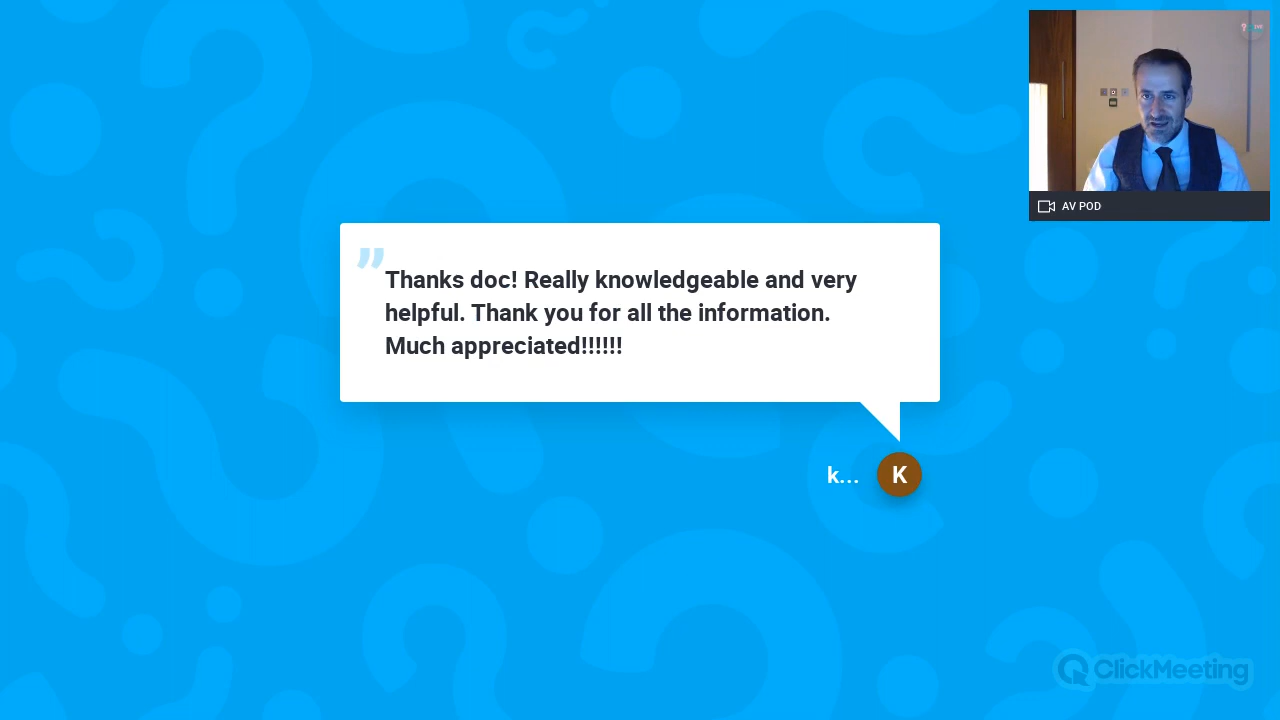 AV POD
”
Thanks doc! Really knowledgeable and very
helpful. Thank you for all the information.
Much appreciated!!!!!!
k...
K
ClickMeeting